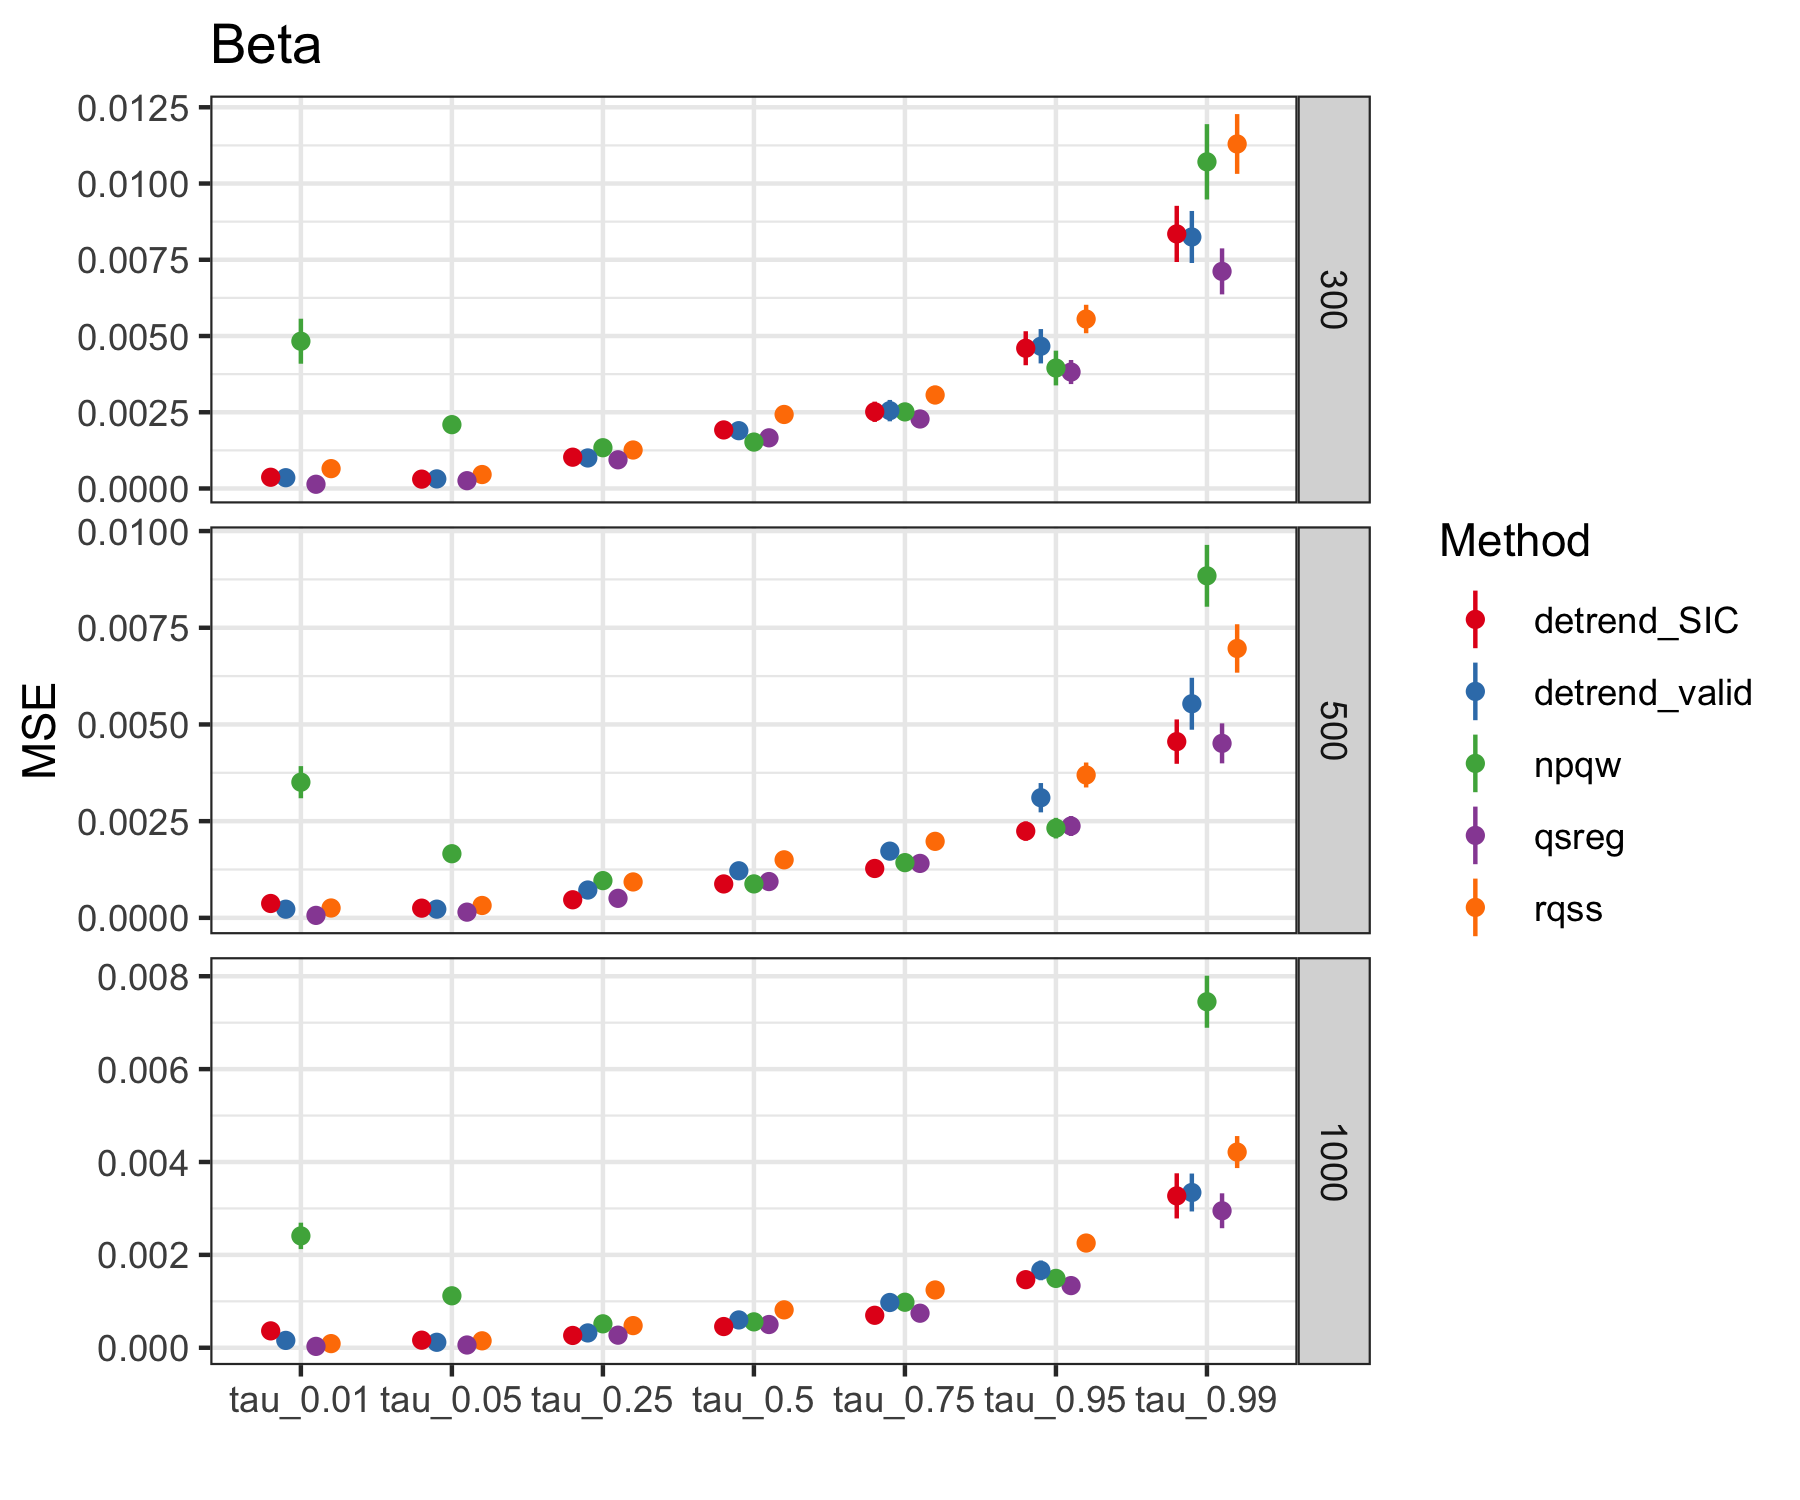 Beta
MSE
0.0125
0.0100
0.0075
0.0050
0.0025
0.0000
300
0.0100
0.0075
0.0050
0.0025
0.0000
500
0.008
0.006
0.004
0.002
0.000
1000
tau_0.01 tau_0.05 tau_0.25 tau_0.5 tau_0.75 tau_0.95 tau_0.99
Method
detrend_SIC
detrend_valid
npqw
qsreg
rqss